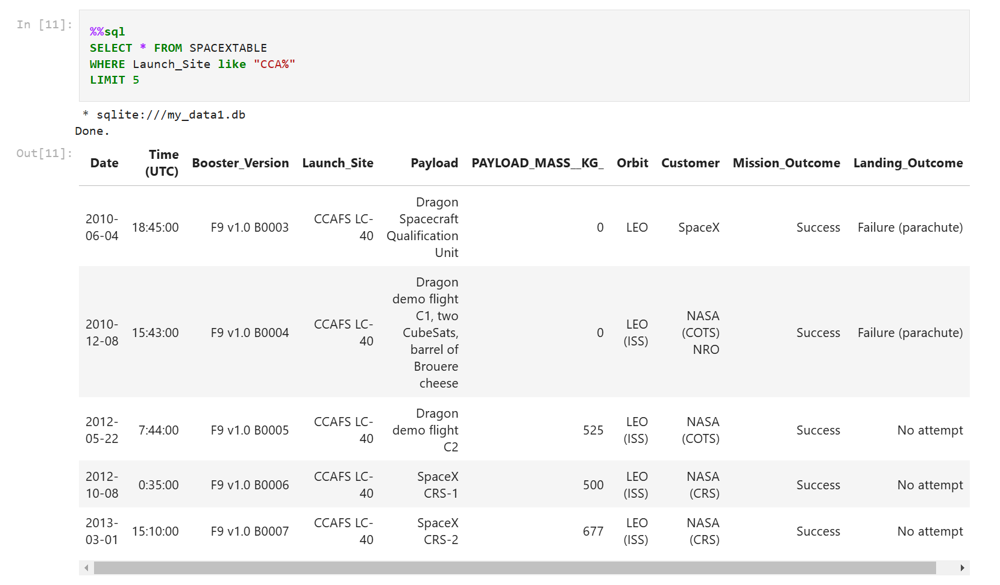 In [11]:
%%sql
SELECT * FROM SPACEXTABLE
WHERE Launch_Site like "CCA%"
LIMIT 5
* sqlite:///my_data1.db
Done.
Out[11]:
Date Time (UTC) Booster_Version Launch_Site Payload PAYLOAD_MASS__KG_ Orbit Customer Mission_Outcome Landing_Outcome
2010-06-04 18:45:00 F9 v1.0 B0003 CCAFS LC-40 Dragon Spacecraft Qualification Unit 0 LEO SpaceX Success Failure (parachute)
2010-12-08 15:43:00 F9 v1.0 B0004 CCAFS LC-40 Dragon demo flight C1, two CubeSats, barrel of Brouere cheese 0 LEO (ISS) NASA (COTS) NRO Success Failure (parachute)
2012-05-22 7:44:00 F9 v1.0 B0005 CCAFS LC-40 Dragon demo flight C2 525 LEO (ISS) NASA (COTS) Success No attempt
2012-10-08 0:35:00 F9 v1.0 B0006 CCAFS LC-40 SpaceX CRS-1 500 LEO (ISS) NASA (CRS) Success No attempt
2013-03-01 15:10:00 F9 v1.0 B0007 CCAFS LC-40 SpaceX CRS-2 677 LEO (ISS) NASA (CRS) Success No attempt